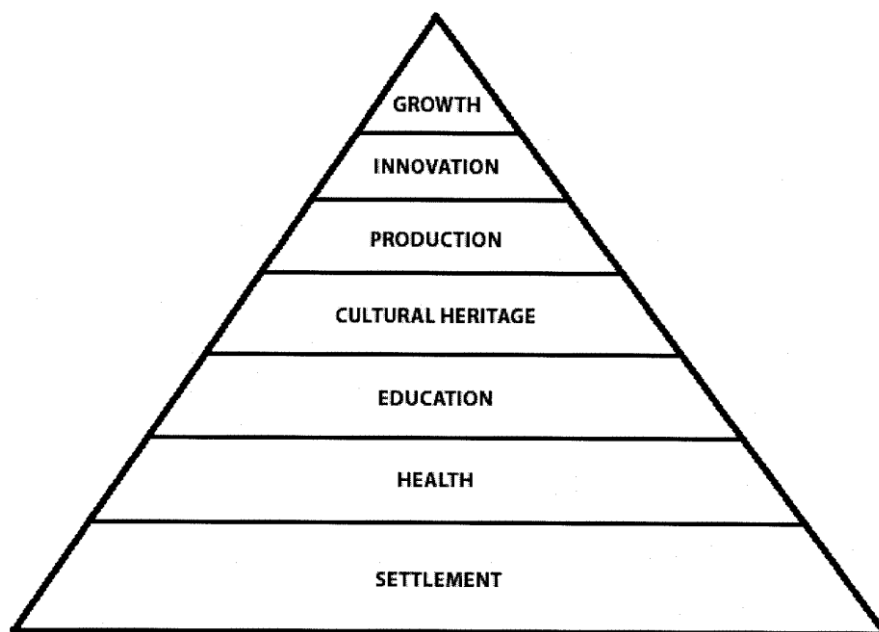 GROWTH
INNOVATION
PRODUCTION
CULTURAL HERITAGE
EDUCATION
HEALTH
SETTLEMENT